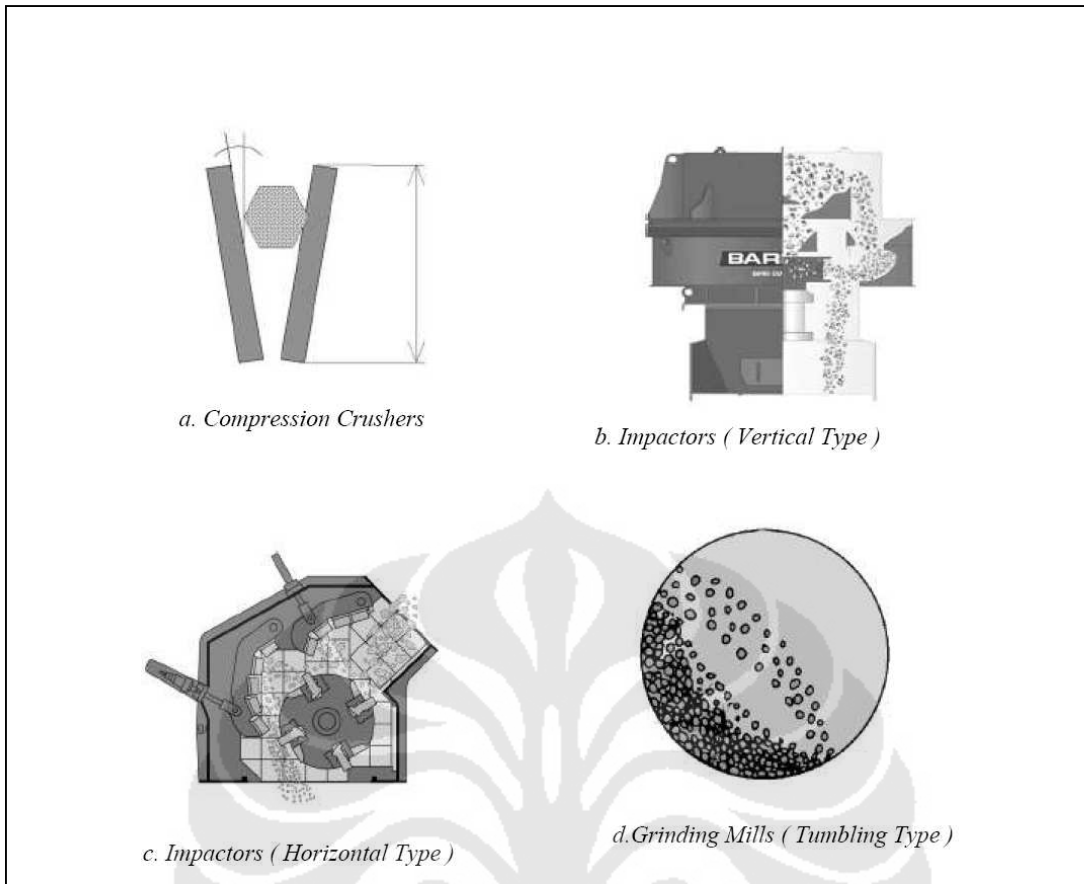 a. Compression Crushers
BAR
b. Impactors ( Vertical Type )
c. Impactors ( Horizontal Type )
d.Grinding Mills ( Tumbling Type )